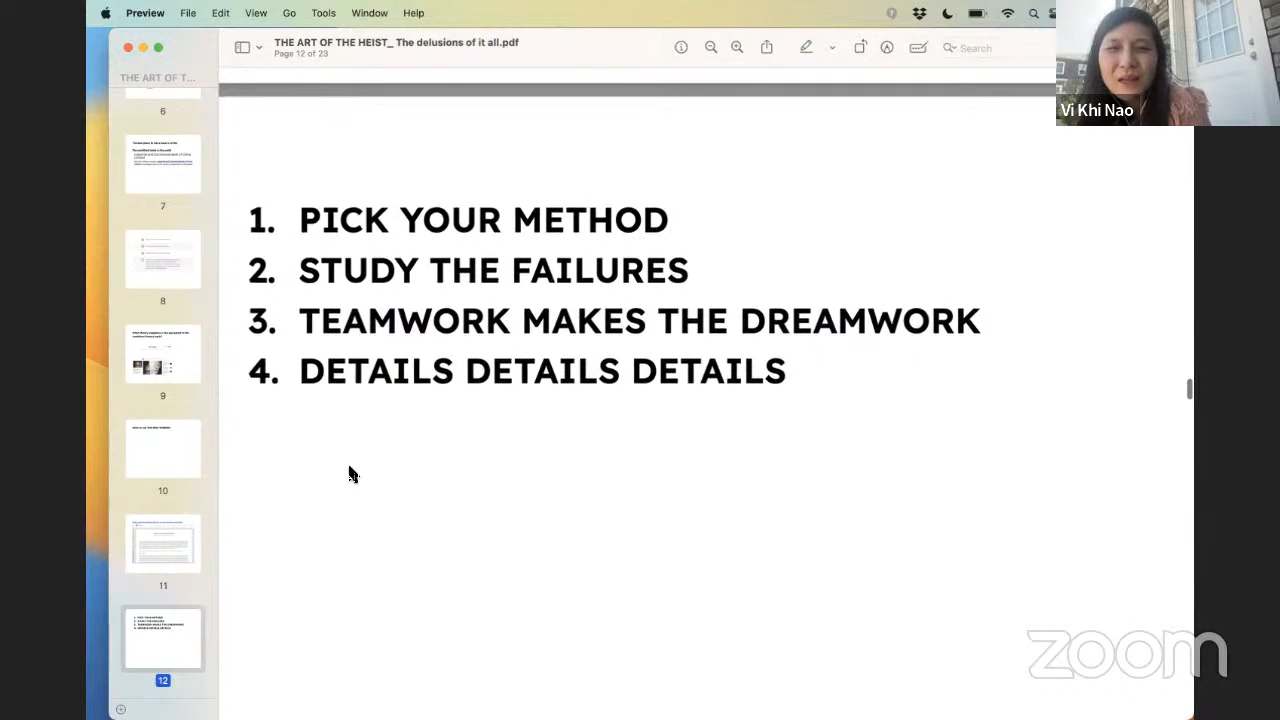 Preview File Edit View Go Tools Window Help
THE ART OF THE HEIST_ The delusions of it all.pdf
Page 12 of 23
Search
THE ART OF T...
Vi Khi Nao
6
7
8
9
10
11
12
1. PICK YOUR METHOD
2. STUDY THE FAILURES
3. TEAMWORK MAKES THE DREAMWORK
4. DETAILS DETAILS DETAILS
zoom